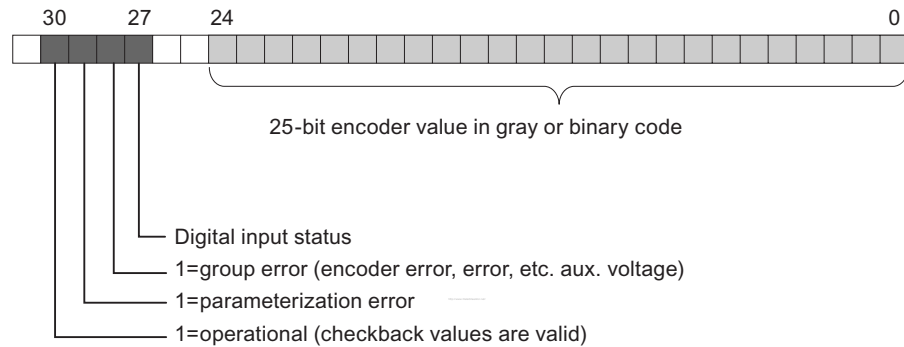 30 27 24 0
25-bit encoder value in gray or binary code
Digital input status
1=group error (encoder error, error, etc. aux. voltage)
1=parameterization error
1=operational (checkback values are valid)